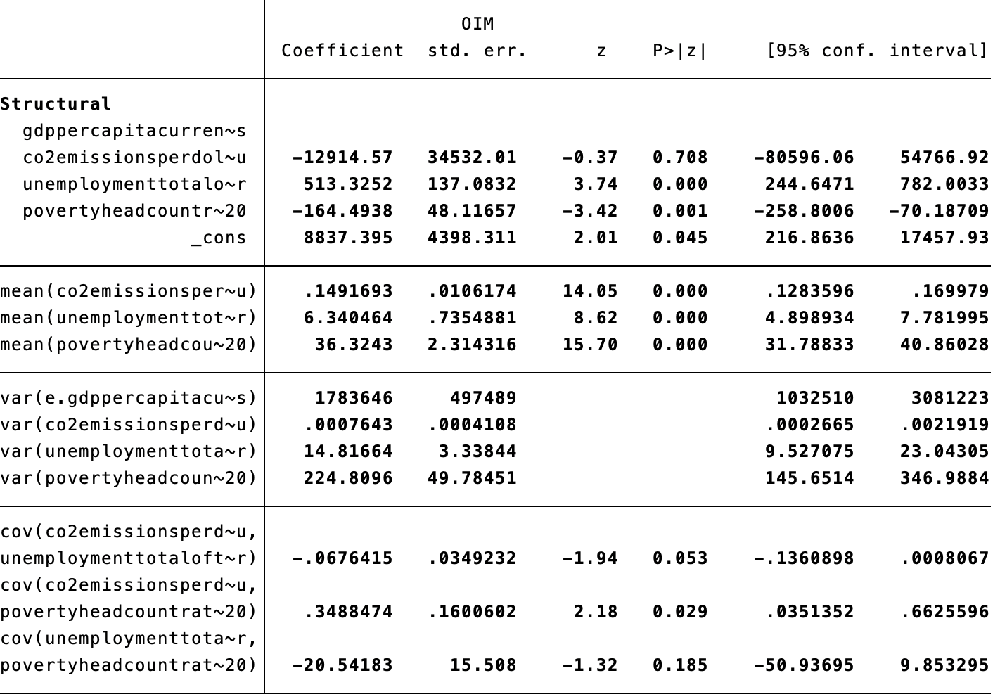 OIM
Coefficient std. err. z P>|z| [95% conf. interval]
Structural
gdppercapitacurren~s
co2emissionsperdol~u -12914.57 34532.01 -0.37 0.708 -80596.06 54766.92
unemploymenttotalo~r 513.3252 137.0832 3.74 0.000 244.6471 782.0033
povertyheadcountr~20 -164.4938 48.11657 -3.42 0.001 -258.8006 -70.18709
_cons 8837.395 4398.311 2.01 0.045 216.8636 17457.93
mean(co2emissionsper~u) .1491693 .0106174 14.05 0.000 .1283596 .169979
mean(unemploymenttot~r) 6.340464 .7354881 8.62 0.000 4.898934 7.781995
mean(povertyheadcou~20) 36.3243 2.314316 15.70 0.000 31.78833 40.86028
var(e.gdppercapitacu~s) 1783646 497489 1032510 3081223
var(co2emissionsperd~u) .0007643 .0004108 .0002665 .0021919
var(unemploymenttota~r) 14.81664 3.33844 9.527075 23.04305
var(povertyheadcoun~20) 224.8096 49.78451 145.6514 346.9884
cov(co2emissionsperd~u,
unemploymenttotaloft~r) -.0676415 .0349232 -1.94 0.053 -.1360898 .0008067
cov(co2emissionsperd~u,
povertyheadcountrat~20) .3488474 .1600602 2.18 0.029 .0351352 .6625596
cov(unemploymenttota~r,
povertyheadcountrat~20) -20.54183 15.508 -1.32 0.185 -50.93695 9.853295